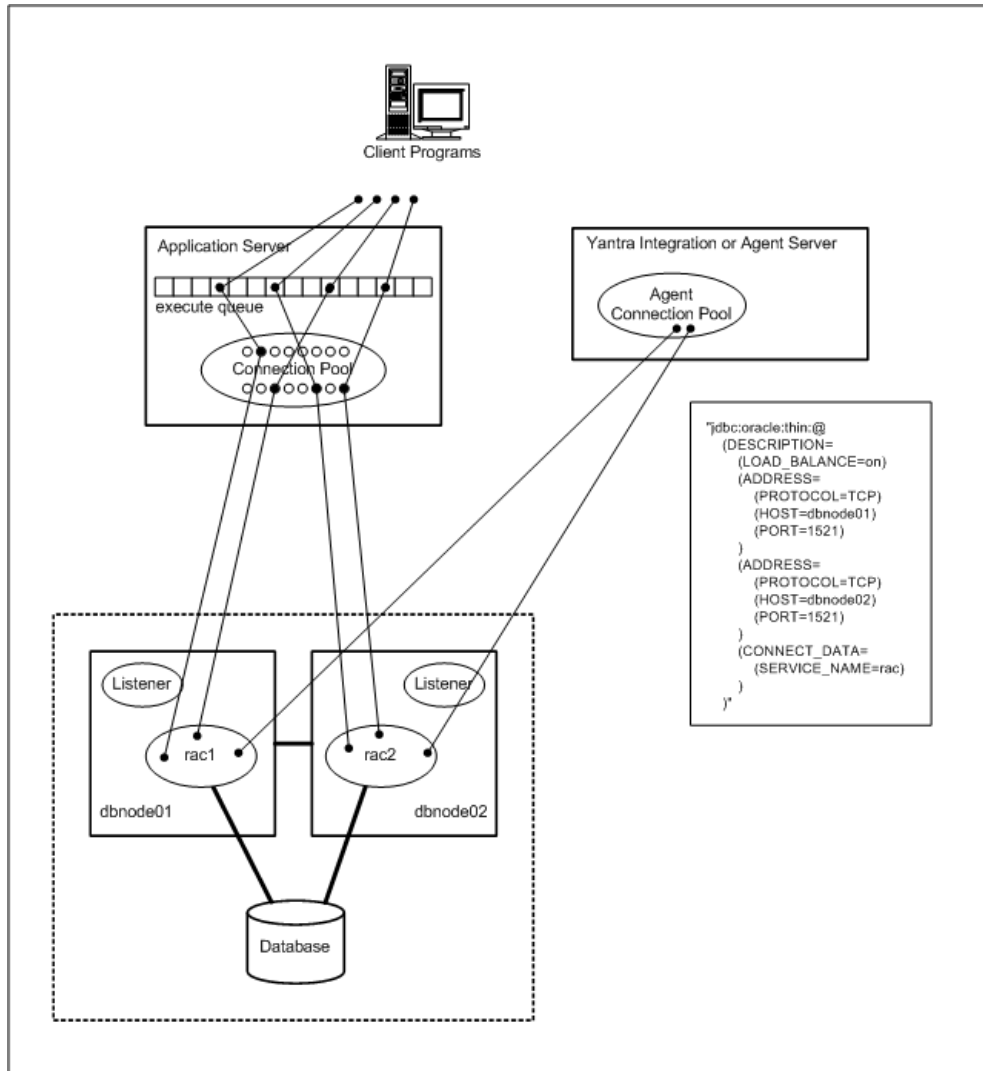 Client Programs
Application Server
execute queue
Connection Pool
Yantra Integration or Agent Server
Agent
Connection Pool
"jdbc:oracle:thin:@
(DESCRIPTION=
(LOAD_BALANCE=on)
(ADDRESS=
(PROTOCOL=TCP)
(HOST=dbnode01)
(PORT=1521)
)
(ADDRESS=
(PROTOCOL=TCP)
(HOST=dbnode02)
(PORT=1521)
)
(CONNECT_DATA=
(SERVICE_NAME=rac)
)
)"
Listener
rac1
dbnode01
Listener
rac2
dbnode02
Database